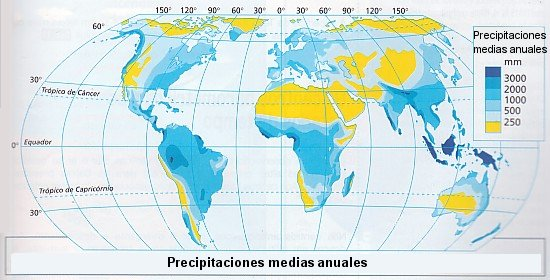 150° 120° 90° 60° 30° 0° 30° 60° 90° 120° 150°
60°
30°
Trópico de Câncer
Equador
0°
Trópico de Capricórnio
30°
Precipitaciones
medias anuales
mm
3000
2000
1000
500
250
Precipitaciones medias anuales